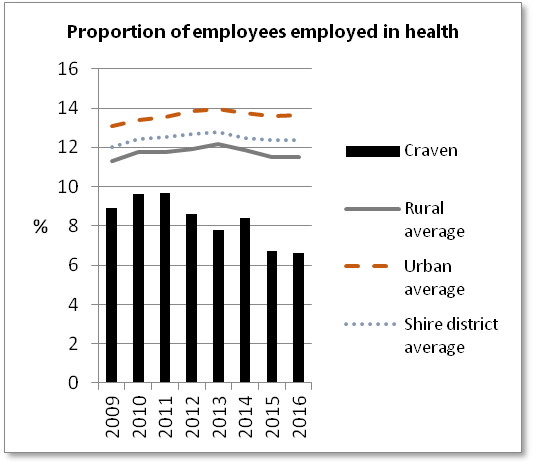 Proportion of employees employed in health
16
14
12
10
8
6
4
2
0
%
2009
2010
2011
2012
2013
2014
2015
2016
Craven
Rural
average
Urban
average
Shire district
average